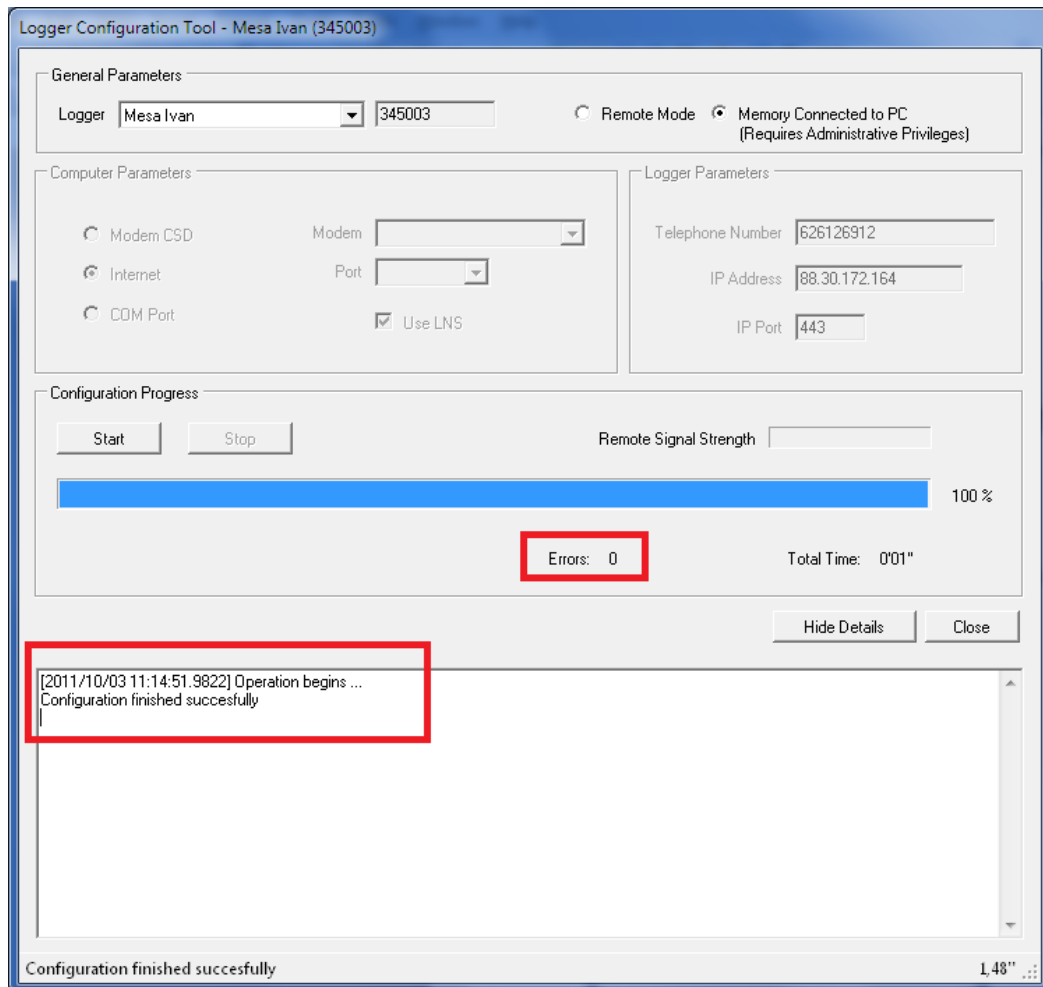 Logger Configuration Tool - Mesa Ivan (345003)
General Parameters
Logger Mesa Ivan 345003 Remote Mode Memory Connected to PC
(Requires Administrative Privileges)
Computer Parameters
Logger Parameters
Modem CSD Modem
Telephone Number 626126912
Internet Port
IP Address 88.30.172.164
COM Port Use LNS
IP Port 443
Configuration Progress
Start Stop Remote Signal Strength
100 %
Errors: 0 Total Time: 0'01"
Hide Details Close
[2011/10/03 11:14:51.9822] Operation begins ...
Configuration finished succesfully
Configuration finished succesfully 1,48"